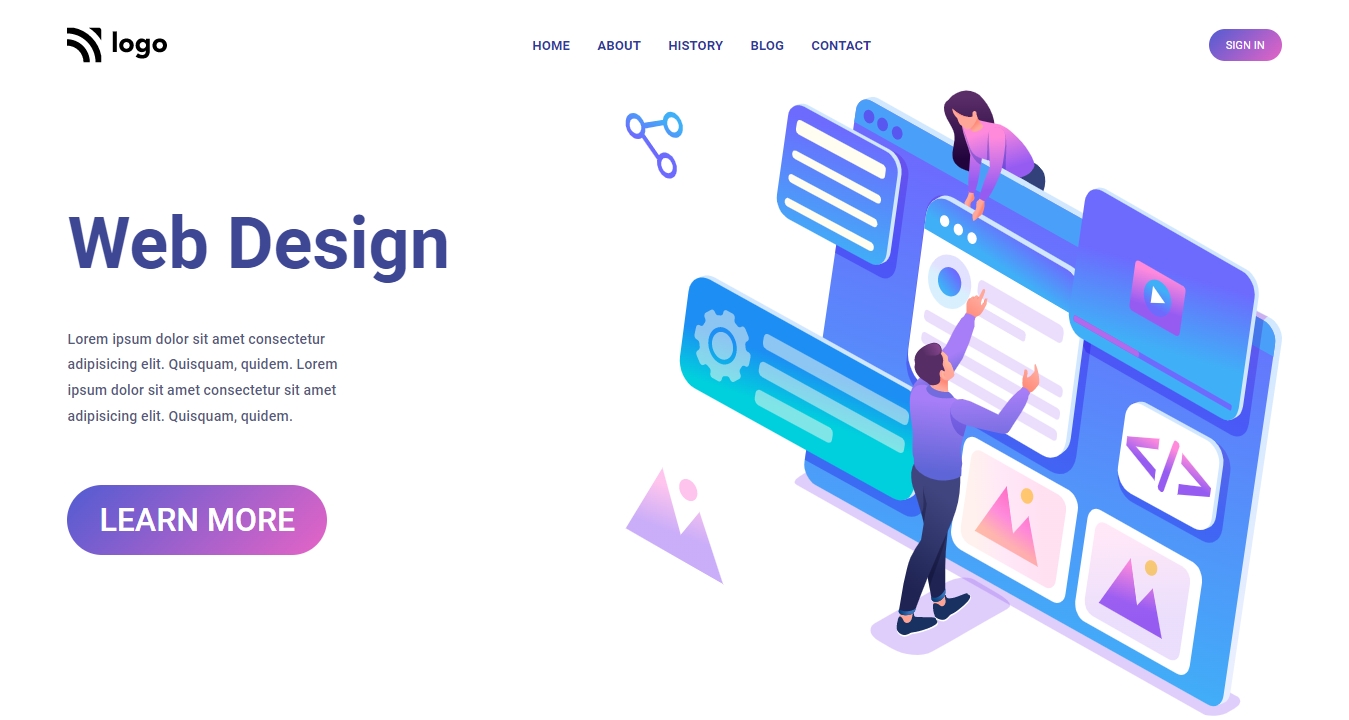 logo
HOME ABOUT HISTORY BLOG CONTACT
SIGN IN
Web Design
Lorem ipsum dolor sit amet consectetur
adipisicing elit. Quisquam, quidem. Lorem
ipsum dolor sit amet consectetur sit amet
adipisicing elit. Quisquam, quidem.
LEARN MORE
</>